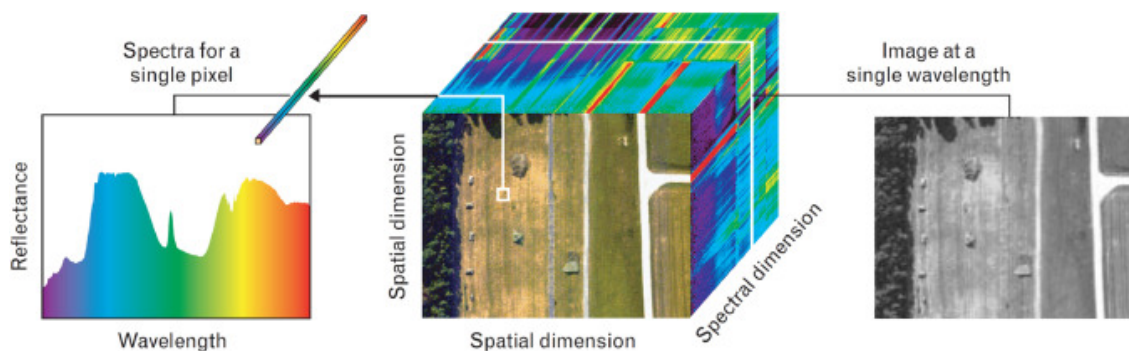 Spectra for a
single pixel
Image at a
single wavelength
Reflectance
Wavelength
Spatial dimension
Spatial dimension
Spectral dimension